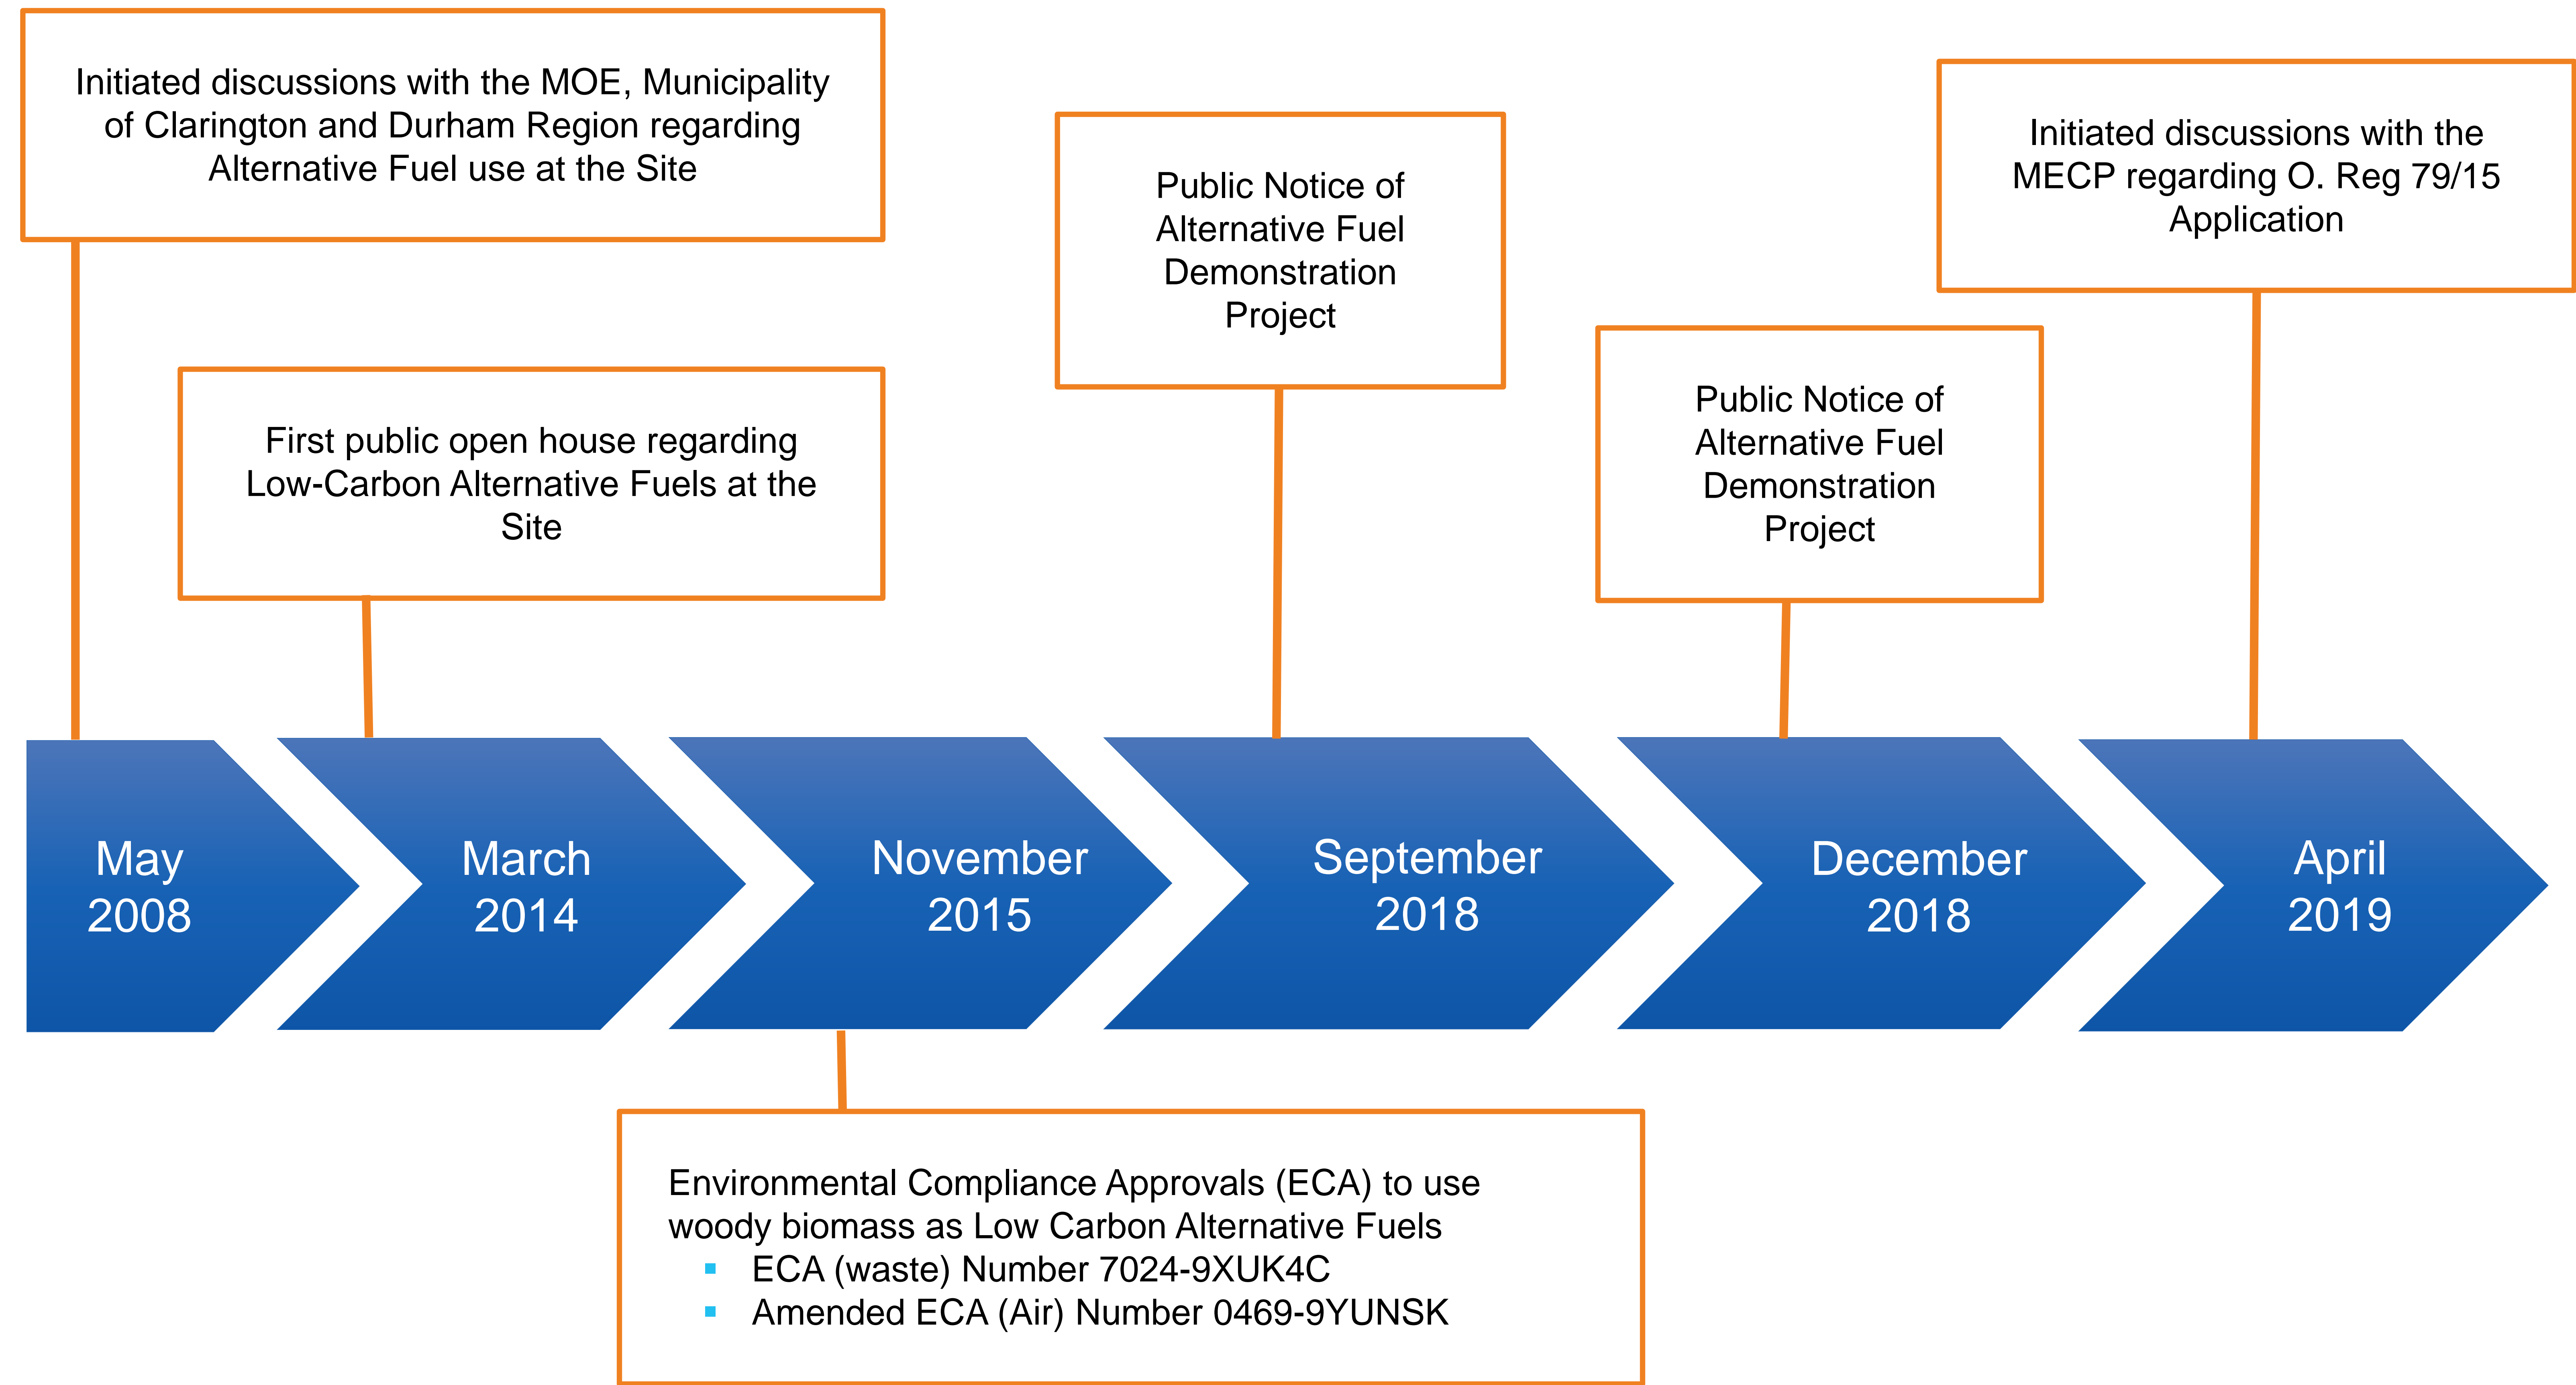 Initiated discussions with the MOE, Municipality
of Clarington and Durham Region regarding
Alternative Fuel use at the Site
First public open house regarding
Low-Carbon Alternative Fuels at the
Site
Public Notice of
Alternative Fuel
Demonstration
Project
Public Notice of
Alternative Fuel
Demonstration
Project
Initiated discussions with the
MECP regarding O. Reg 79/15
Application
May
2008
March
2014
November
2015
September
2018
December
2018
April
2019
Environmental Compliance Approvals (ECA) to use
woody biomass as Low Carbon Alternative Fuels
▪ ECA (waste) Number 7024-9XUK4C
▪ Amended ECA (Air) Number 0469-9YUNSK